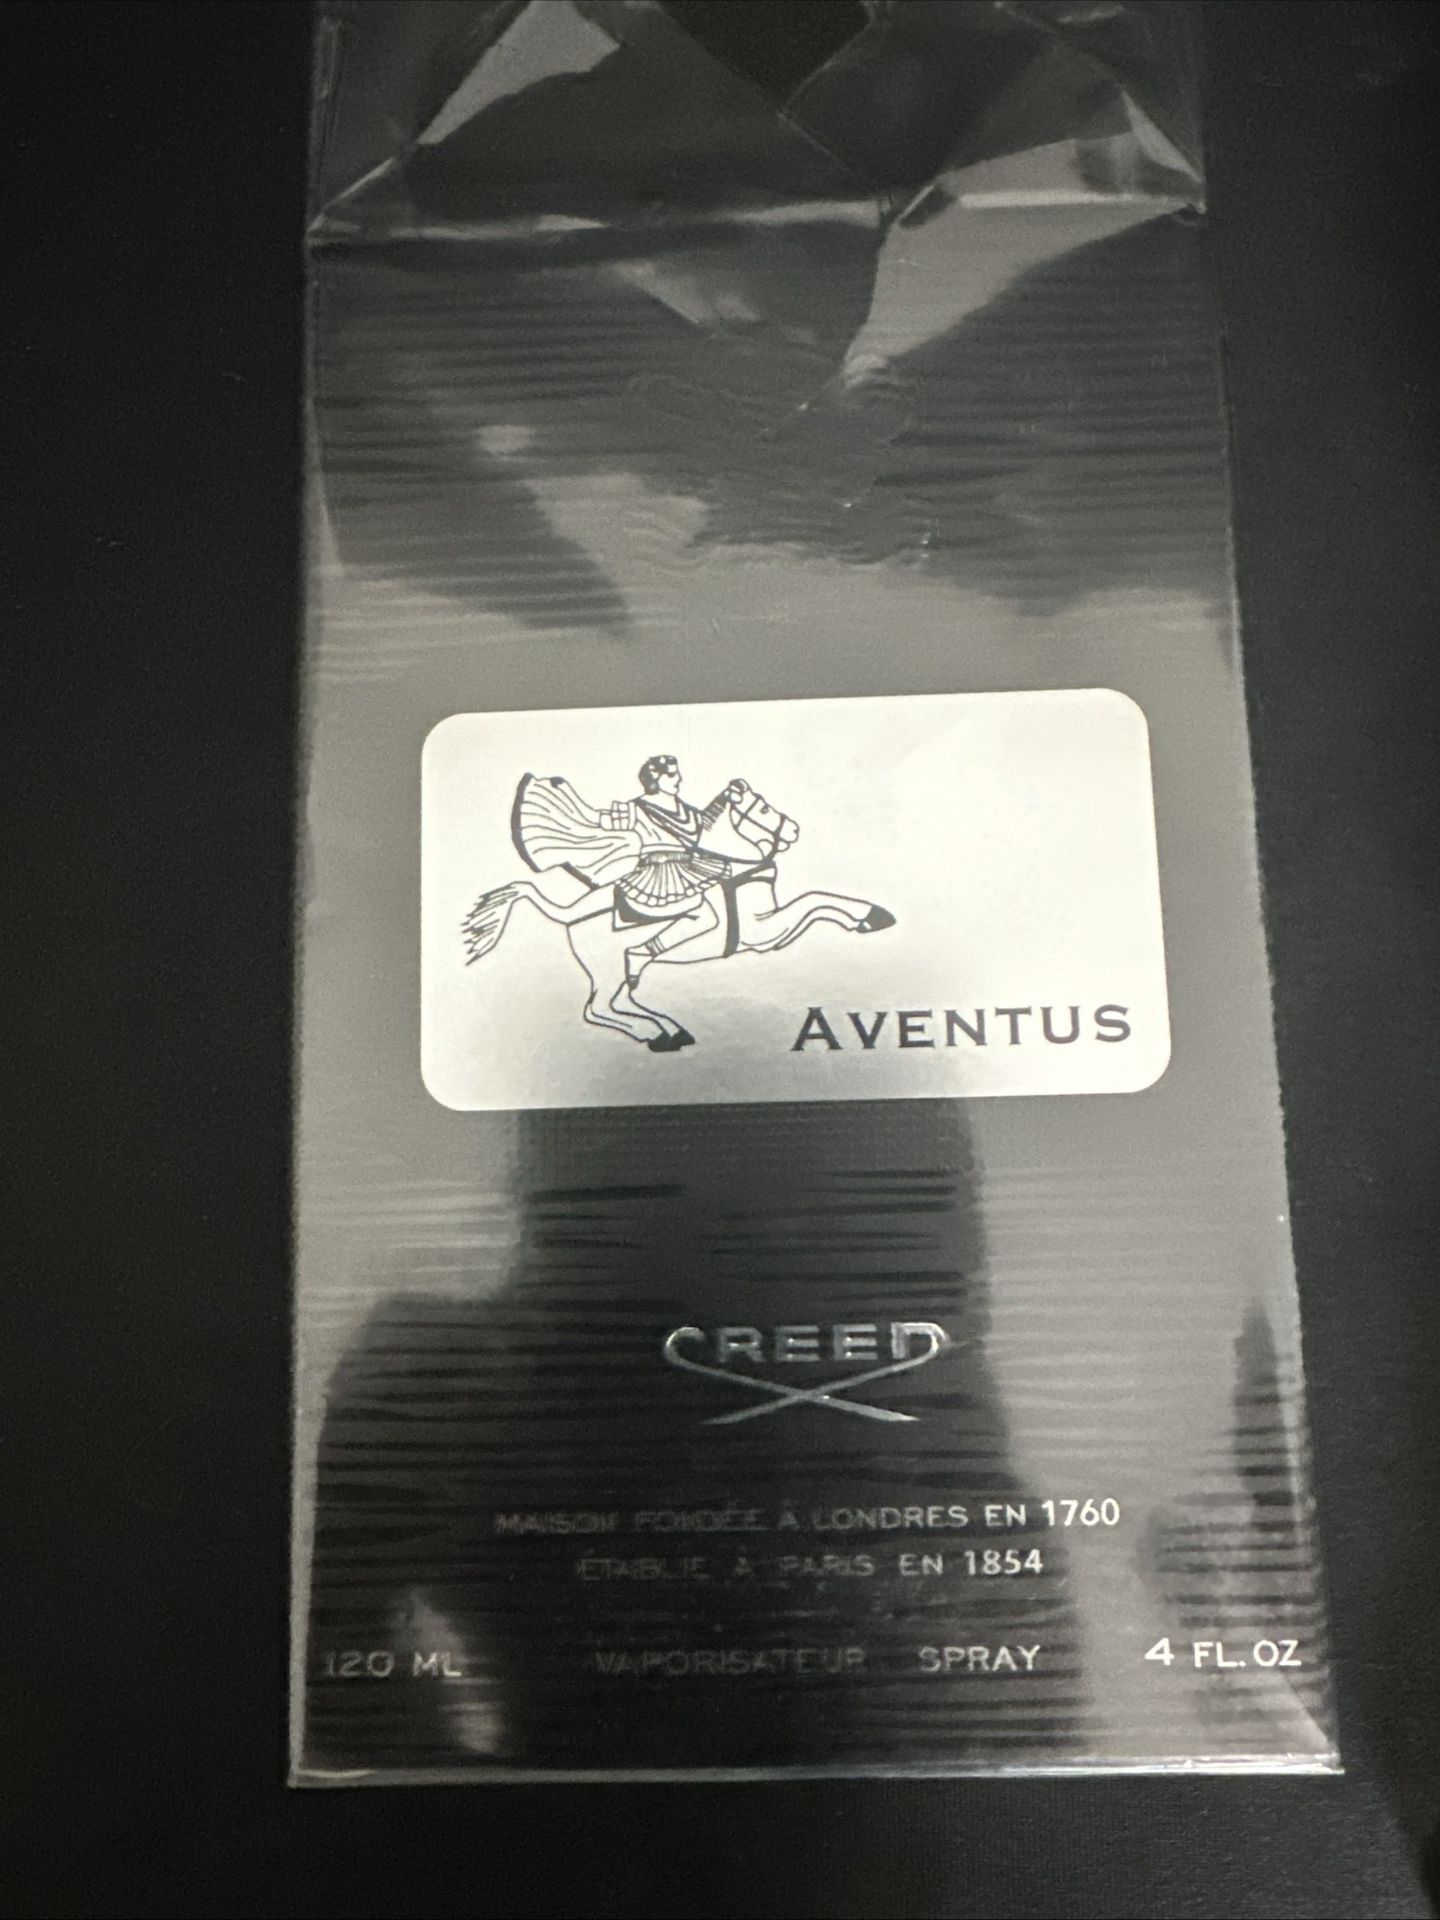 AVENTUS
CREED
MAISON FONDÉE À LONDRES EN 1760
ÉTABLIE À PARIS EN 1854
120 ML VAPORISATEUR SPRAY 4 FL.OZ